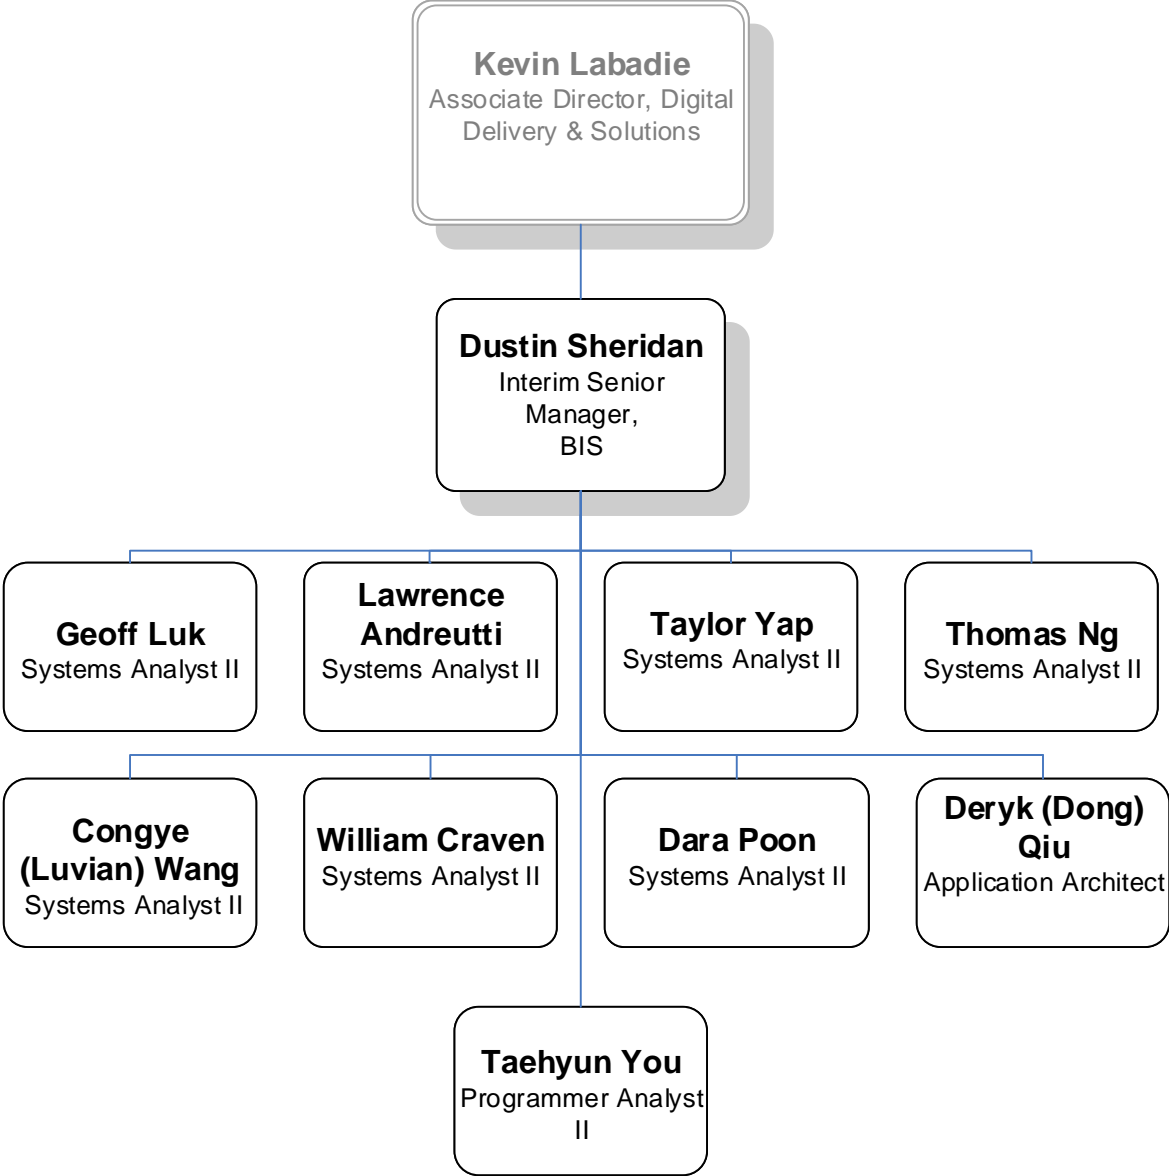 Kevin Labadie
Associate Director, Digital
Delivery & Solutions
Dustin Sheridan
Interim Senior
Manager,
BIS
Geoff Luk
Systems Analyst II
Lawrence
Andreutti
Systems Analyst II
Taylor Yap
Systems Analyst II
Thomas Ng
Systems Analyst II
Congye
(Luvian) Wang
Systems Analyst II
William Craven
Systems Analyst II
Dara Poon
Systems Analyst II
Deryk (Dong)
Qiu
Application Architect
Taehyun You
Programmer Analyst
II